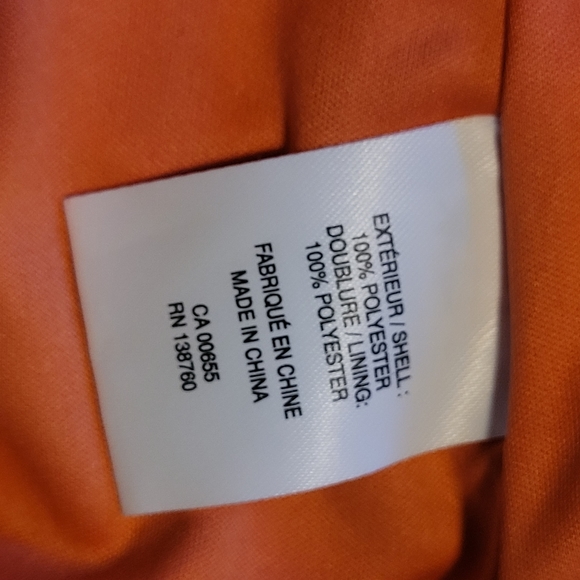 EXTÉRIEUR / SHELL :
100% POLYESTER
DOUBLURE / LINING:
100% POLYESTER
FABRIQUÉ EN CHINE
MADE IN CHINA
CA 00655
RN 138760